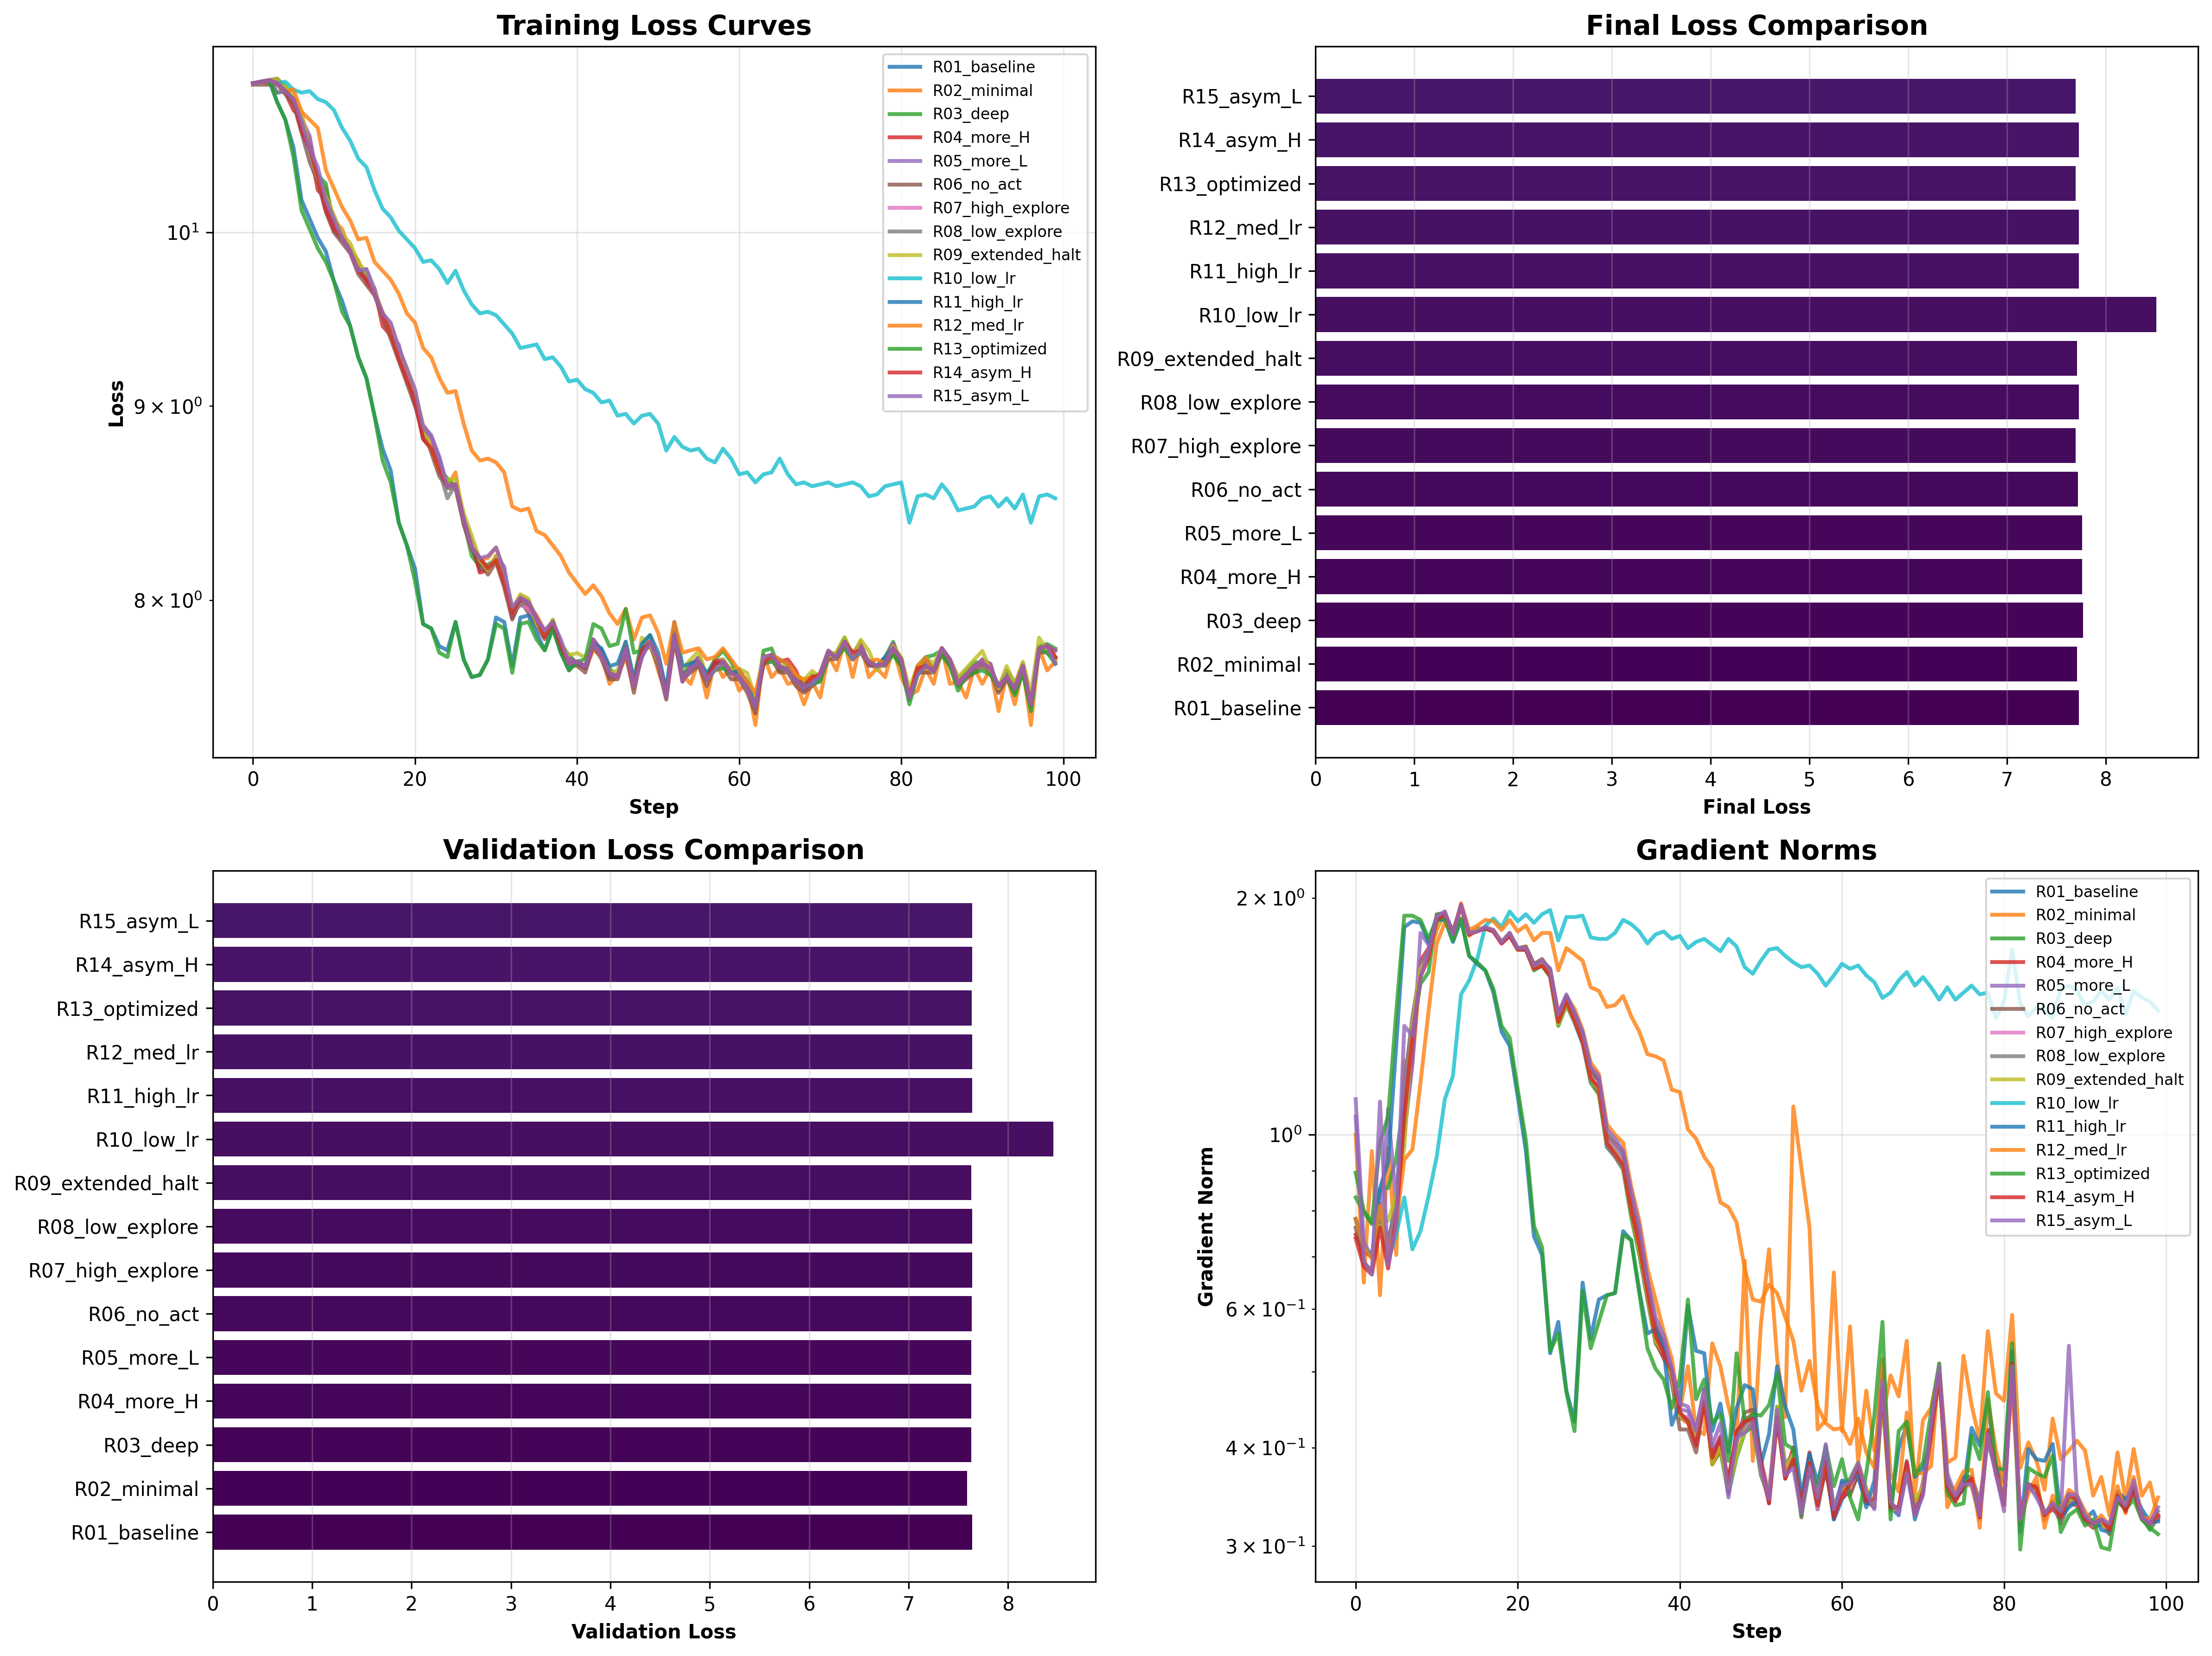 Training Loss Curves
Loss
10¹
9 × 10⁰
8 × 10⁰
R01_baseline
R02_minimal
R03_deep
R04_more_H
R05_more_L
R06_no_act
R07_high_explore
R08_low_explore
R09_extended_halt
R10_low_lr
R11_high_lr
R12_med_lr
R13_optimized
R14_asym_H
R15_asym_L
0 20 40 60 80 100
Step
Final Loss Comparison
R15_asym_L
R14_asym_H
R13_optimized
R12_med_lr
R11_high_lr
R10_low_lr
R09_extended_halt
R08_low_explore
R07_high_explore
R06_no_act
R05_more_L
R04_more_H
R03_deep
R02_minimal
R01_baseline
0 1 2 3 4 5 6 7 8
Final Loss
Validation Loss Comparison
R15_asym_L
R14_asym_H
R13_optimized
R12_med_lr
R11_high_lr
R10_low_lr
R09_extended_halt
R08_low_explore
R07_high_explore
R06_no_act
R05_more_L
R04_more_H
R03_deep
R02_minimal
R01_baseline
0 1 2 3 4 5 6 7 8
Validation Loss
Gradient Norms
Gradient Norm
2 × 10⁰
10⁰
6 × 10⁻¹
4 × 10⁻¹
3 × 10⁻¹
R01_baseline
R02_minimal
R03_deep
R04_more_H
R05_more_L
R06_no_act
R07_high_explore
R08_low_explore
R09_extended_halt
R10_low_lr
R11_high_lr
R12_med_lr
R13_optimized
R14_asym_H
R15_asym_L
0 20 40 60 80 100
Step